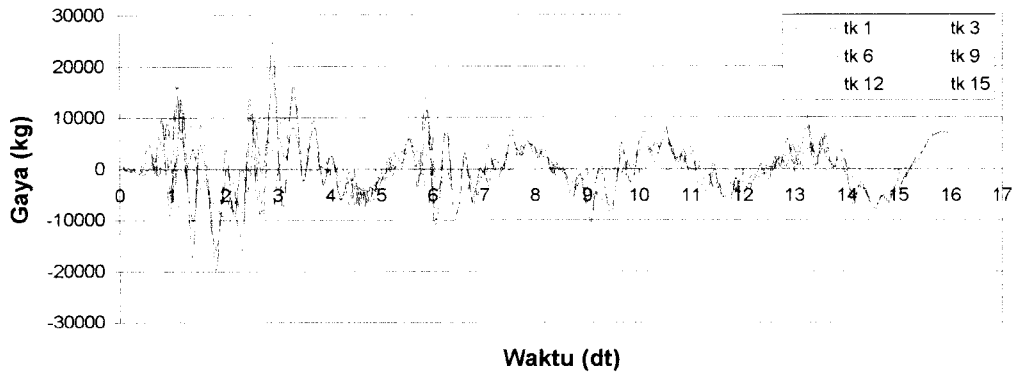 30000
20000
10000
0
-10000
-20000
-30000
Gaya (kg)
0 1 2 3 4 5 6 7 8 9 10 11 12 13 14 15 16 17
Waktu (dt)
tk 1 tk 3
tk 6 tk 9
tk 12 tk 15